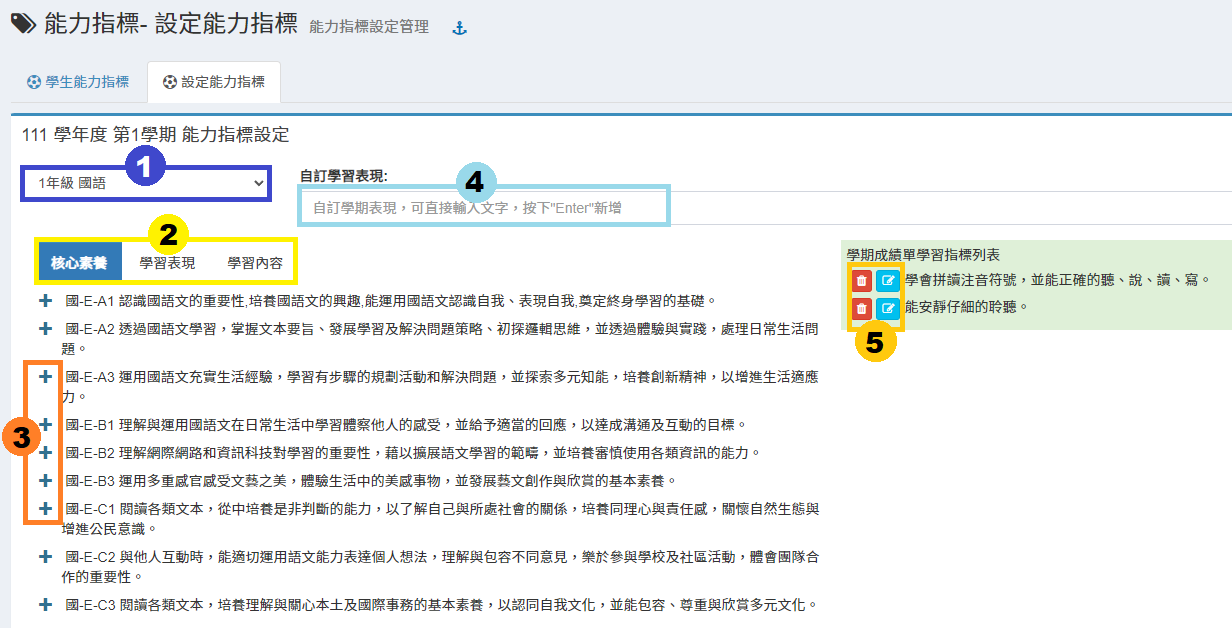 能力指標- 設定能力指標 能力指標設定管理
學生能力指標 設定能力指標
111 學年度 第1學期 能力指標設定
1
1年級 國語
自訂學習表現:
4
自訂學期表現，可直接輸入文字，按下"Enter"新增
2
核心素養 學習表現 學習內容
國-E-A1 認識國語文的重要性,培養國語文的興趣,能運用國語文認識自我、表現自我,奠定終身學習的基礎。
國-E-A2 透過國語文學習，掌握文本要旨、發展學習及解決問題策略、初探邏輯思維，並透過體驗與實踐，處理日常生活問
題。
國-E-A3 運用國語文充實生活經驗，學習有步驟的規劃活動和解決問題，並探索多元知能，培養創新精神，以增進生活適應
力。
3
國-E-B1 理解與運用國語文在日常生活中學習體察他人的感受，並給予適當的回應，以達成溝通及互動的目標。
國-E-B2 理解網際網路和資訊科技對學習的重要性，藉以擴展語文學習的範疇，並培養審慎使用各類資訊的能力。
國-E-B3 運用多重感官感受文藝之美，體驗生活中的美感事物，並發展藝文創作與欣賞的基本素養。
國-E-C1 閱讀各類文本，從中培養是非判斷的能力，以了解自己與所處社會的關係，培養同理心與責任感，關懷自然生態與
增進公民意識。
國-E-C2 與他人互動時，能適切運用語文能力表達個人想法，理解與包容不同意見，樂於參與學校及社區活動，體會團隊合
作的重要性。
國-E-C3 閱讀各類文本，培養理解與關心本土及國際事務的基本素養，以認同自我文化，並能包容、尊重與欣賞多元文化。
學期成績單學習指標列表
學會拼讀注音符號，並能正確的聽、說、讀、寫。
能安靜仔細的聆聽。
5